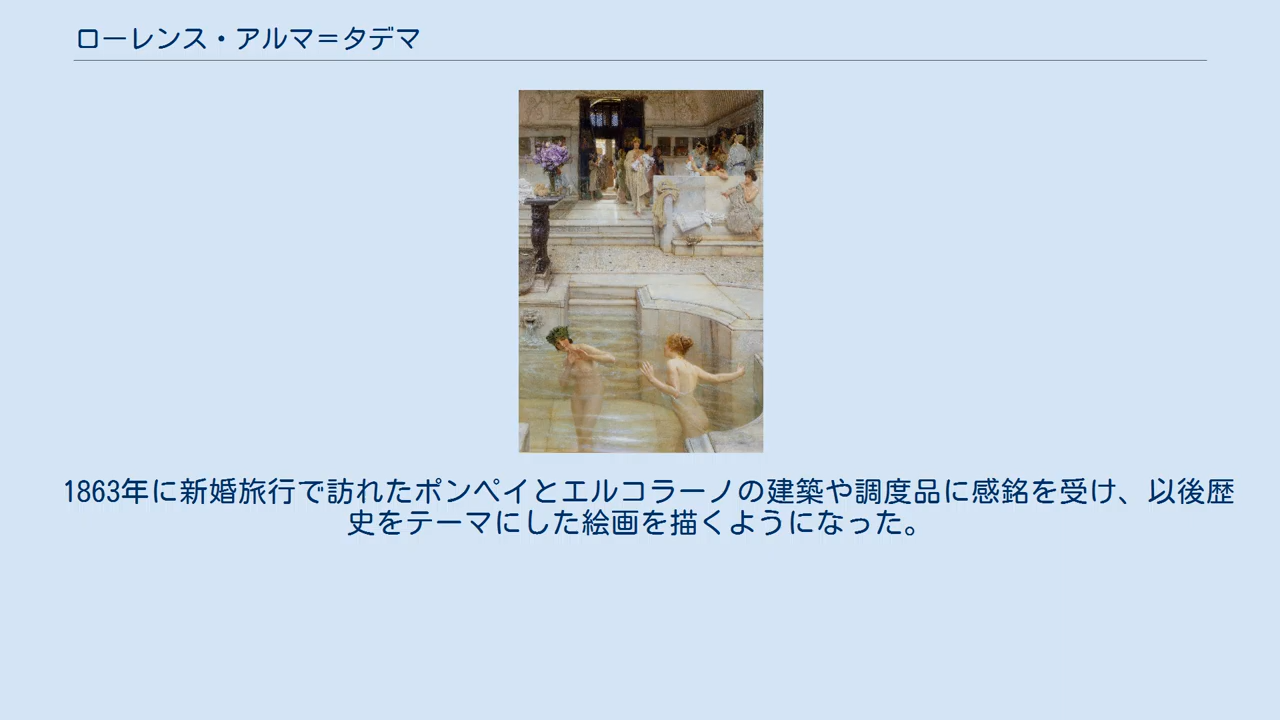 ローレンス・アルマ＝タデマ
1863年に新婚旅行で訪れたポンペイとエルコラーノの建築や調度品に感銘を受け、以後歴
史をテーマにした絵画を描くようになった。